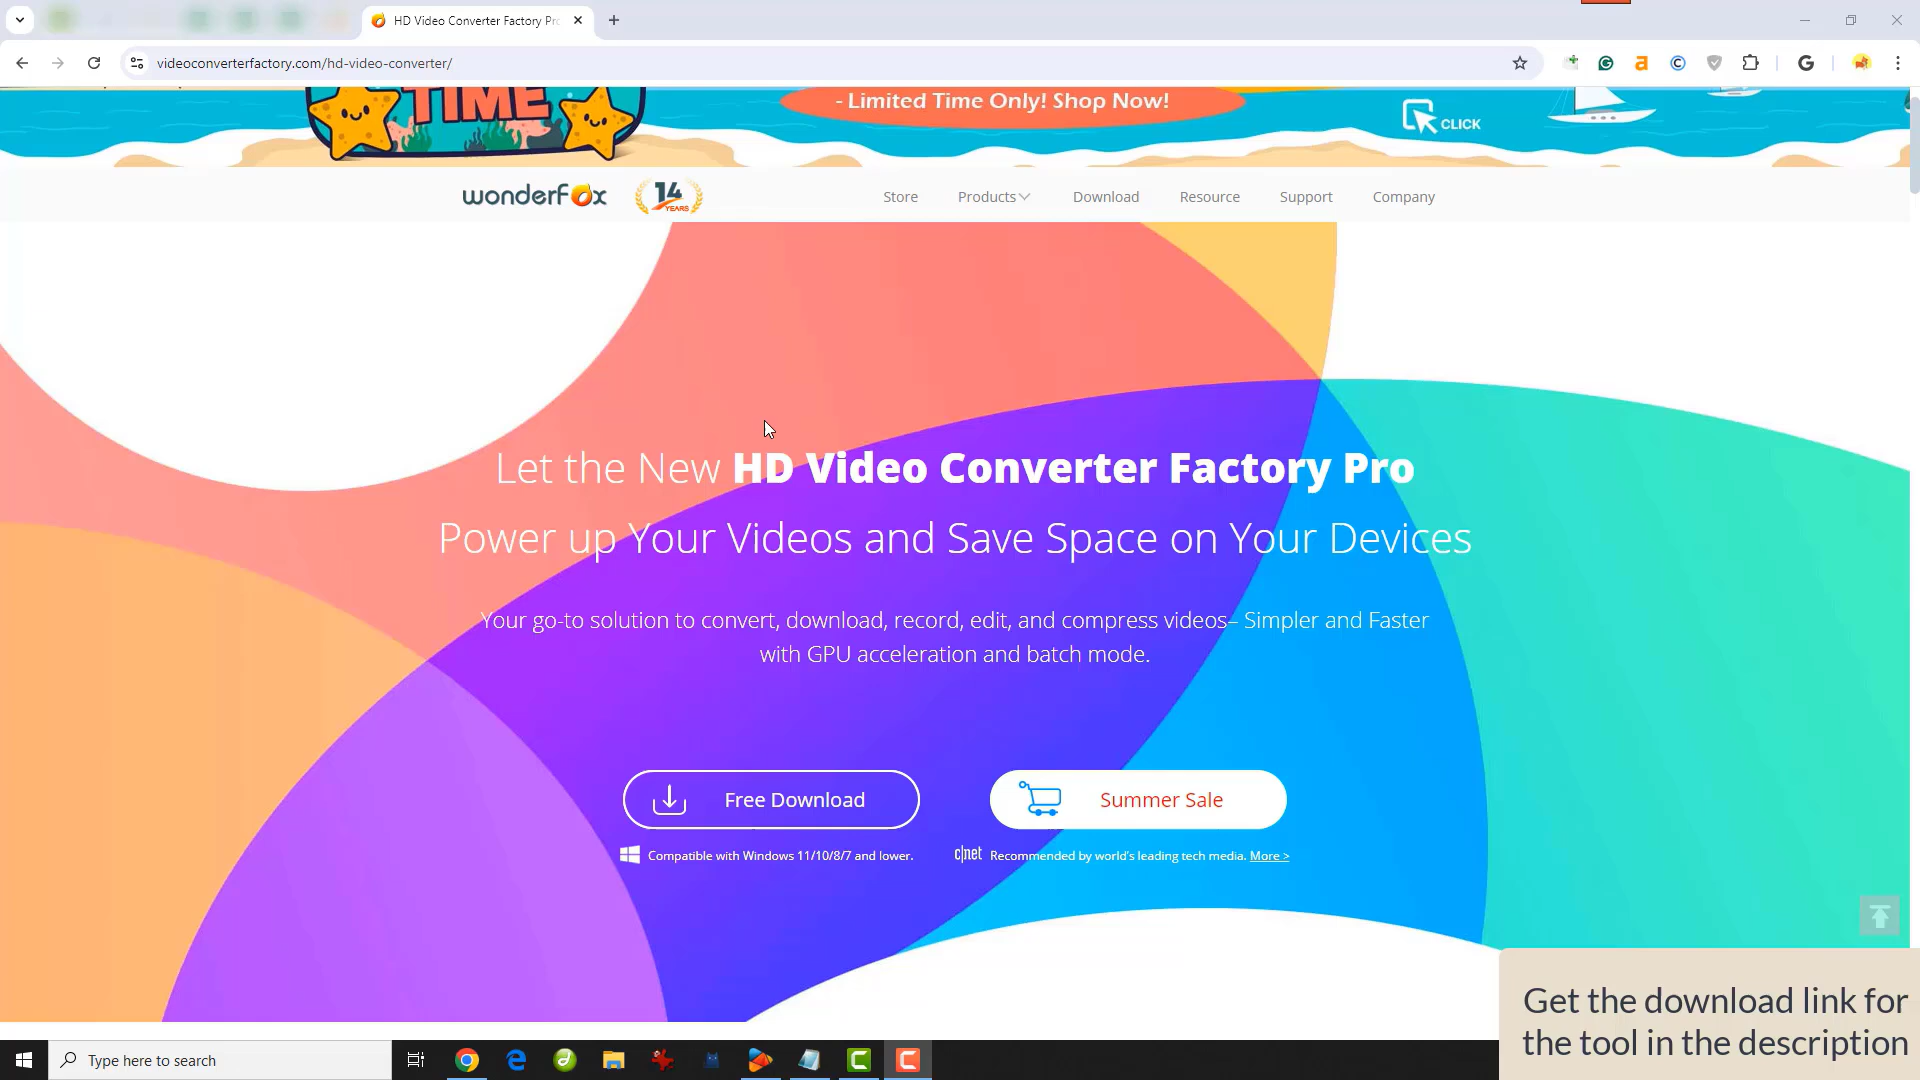 HD Video Converter Factory Pr
videoconverterfactory.com/hd-video-converter/
TIME
- Limited Time Only! Shop Now!
CLICK
wonderFox
14
YEARS
Store
Products
Download
Resource
Support
Company
Let the New HD Video Converter Factory Pro
Power up Your Videos and Save Space on Your Devices
Your go-to solution to convert, download, record, edit, and compress videos– Simpler and Faster
with GPU acceleration and batch mode.
Free Download
Summer Sale
Compatible with Windows 11/10/8/7 and lower.
c|net Recommended by world's leading tech media. More >
Get the download link for
the tool in the description
Type here to search